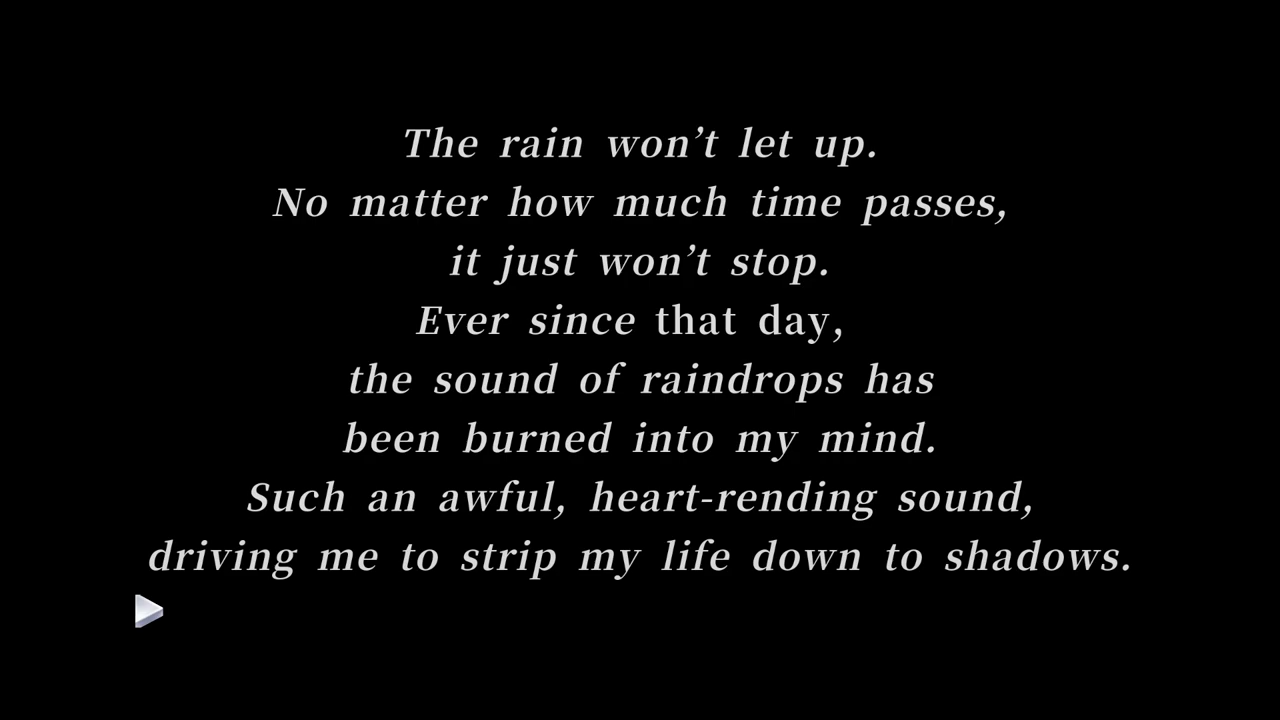 The rain won’t let up.
No matter how much time passes,
it just won’t stop.
Ever since that day,
the sound of raindrops has
been burned into my mind.
Such an awful, heart-rending sound,
driving me to strip my life down to shadows.